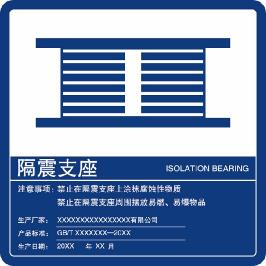 隔震支座 ISOLATION BEARING
注意事项：禁止在隔震支座上涂抹腐蚀性物质
禁止在隔震支座周围摆放易燃、易爆物品
生产厂家： XXXXXXXXXXXXXXXX有限公司
产品标准： GB/T XXXXXXX—20XX
生产日期： 20XX 年 XX 月